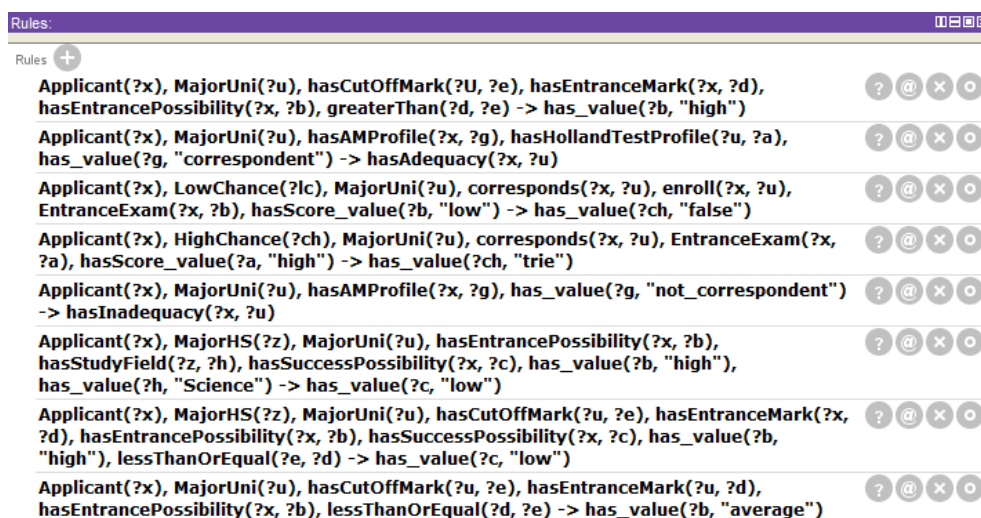 Rules:
Rules
Applicant(?x), MajorUni(?u), hasCutOffMark(?U, ?e), hasEntranceMark(?x, ?d),
hasEntrancePossibility(?x, ?b), greaterThan(?d, ?e) -> has_value(?b, "high")
Applicant(?x), MajorUni(?u), hasAMProfile(?x, ?g), hasHollandTestProfile(?u, ?a),
has_value(?g, "correspondent") -> hasAdequacy(?x, ?u)
Applicant(?x), LowChance(?lc), MajorUni(?u), corresponds(?x, ?u), enroll(?x, ?u),
EntranceExam(?x, ?b), hasScore_value(?b, "low") -> has_value(?ch, "false")
Applicant(?x), HighChance(?ch), MajorUni(?u), corresponds(?x, ?u), EntranceExam(?x,
?a), hasScore_value(?a, "high") -> has_value(?ch, "trie")
Applicant(?x), MajorUni(?u), hasAMProfile(?x, ?g), has_value(?g, "not_correspondent")
-> hasInadequacy(?x, ?u)
Applicant(?x), MajorHS(?z), MajorUni(?u), hasEntrancePossibility(?x, ?b),
hasStudyField(?z, ?h), hasSuccessPossibility(?x, ?c), has_value(?b, "high"),
has_value(?h, "Science") -> has_value(?c, "low")
Applicant(?x), MajorHS(?z), MajorUni(?u), hasCutOffMark(?u, ?e), hasEntranceMark(?x,
?d), hasEntrancePossibility(?x, ?b), hasSuccessPossibility(?x, ?c), has_value(?b,
"high"), lessThanOrEqual(?e, ?d) -> has_value(?c, "low")
Applicant(?x), MajorUni(?u), hasCutOffMark(?u, ?e), hasEntranceMark(?u, ?d),
hasEntrancePossibility(?x, ?b), lessThanOrEqual(?d, ?e) -> has_value(?b, "average")